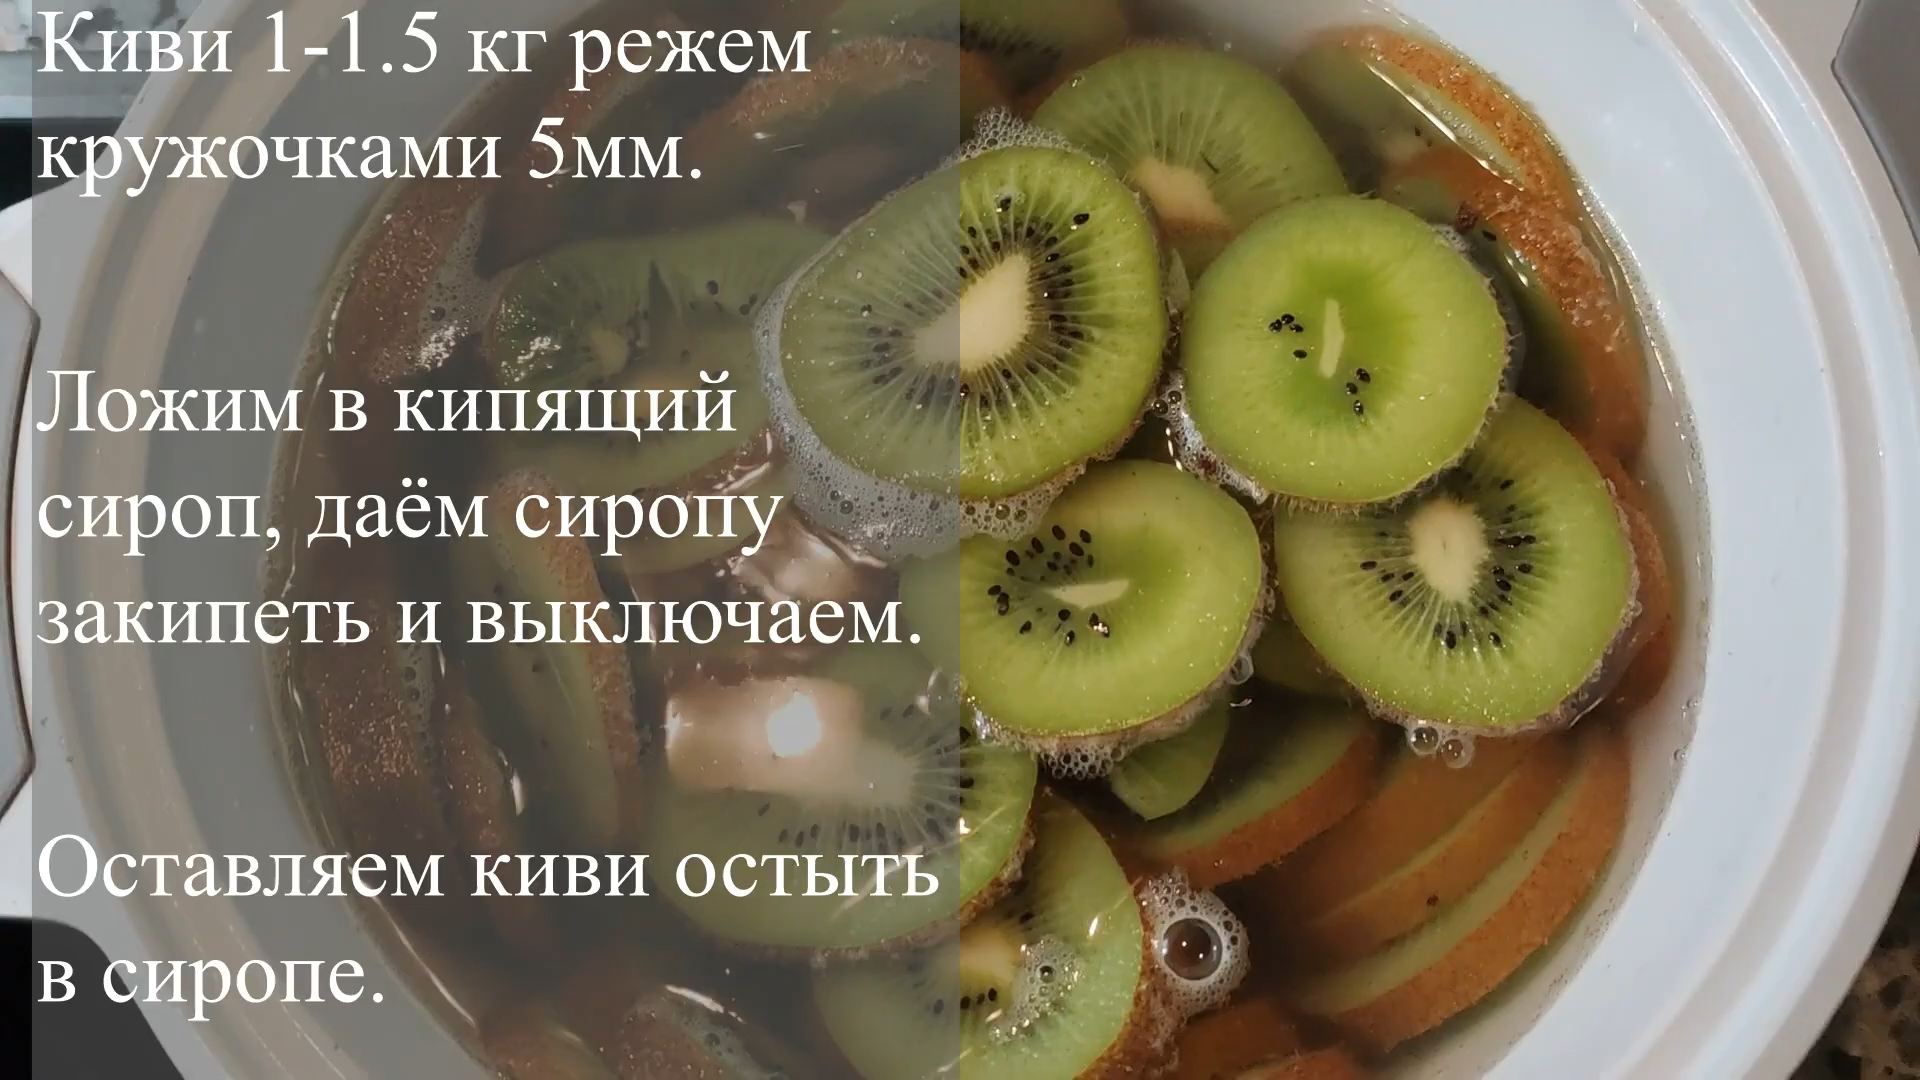 Киви 1-1.5 кг режем
кружочками 5мм.
Ложим в кипящий
сироп, даём сиропу
закипеть и выключаем.
Оставляем киви остыть
в сиропе.